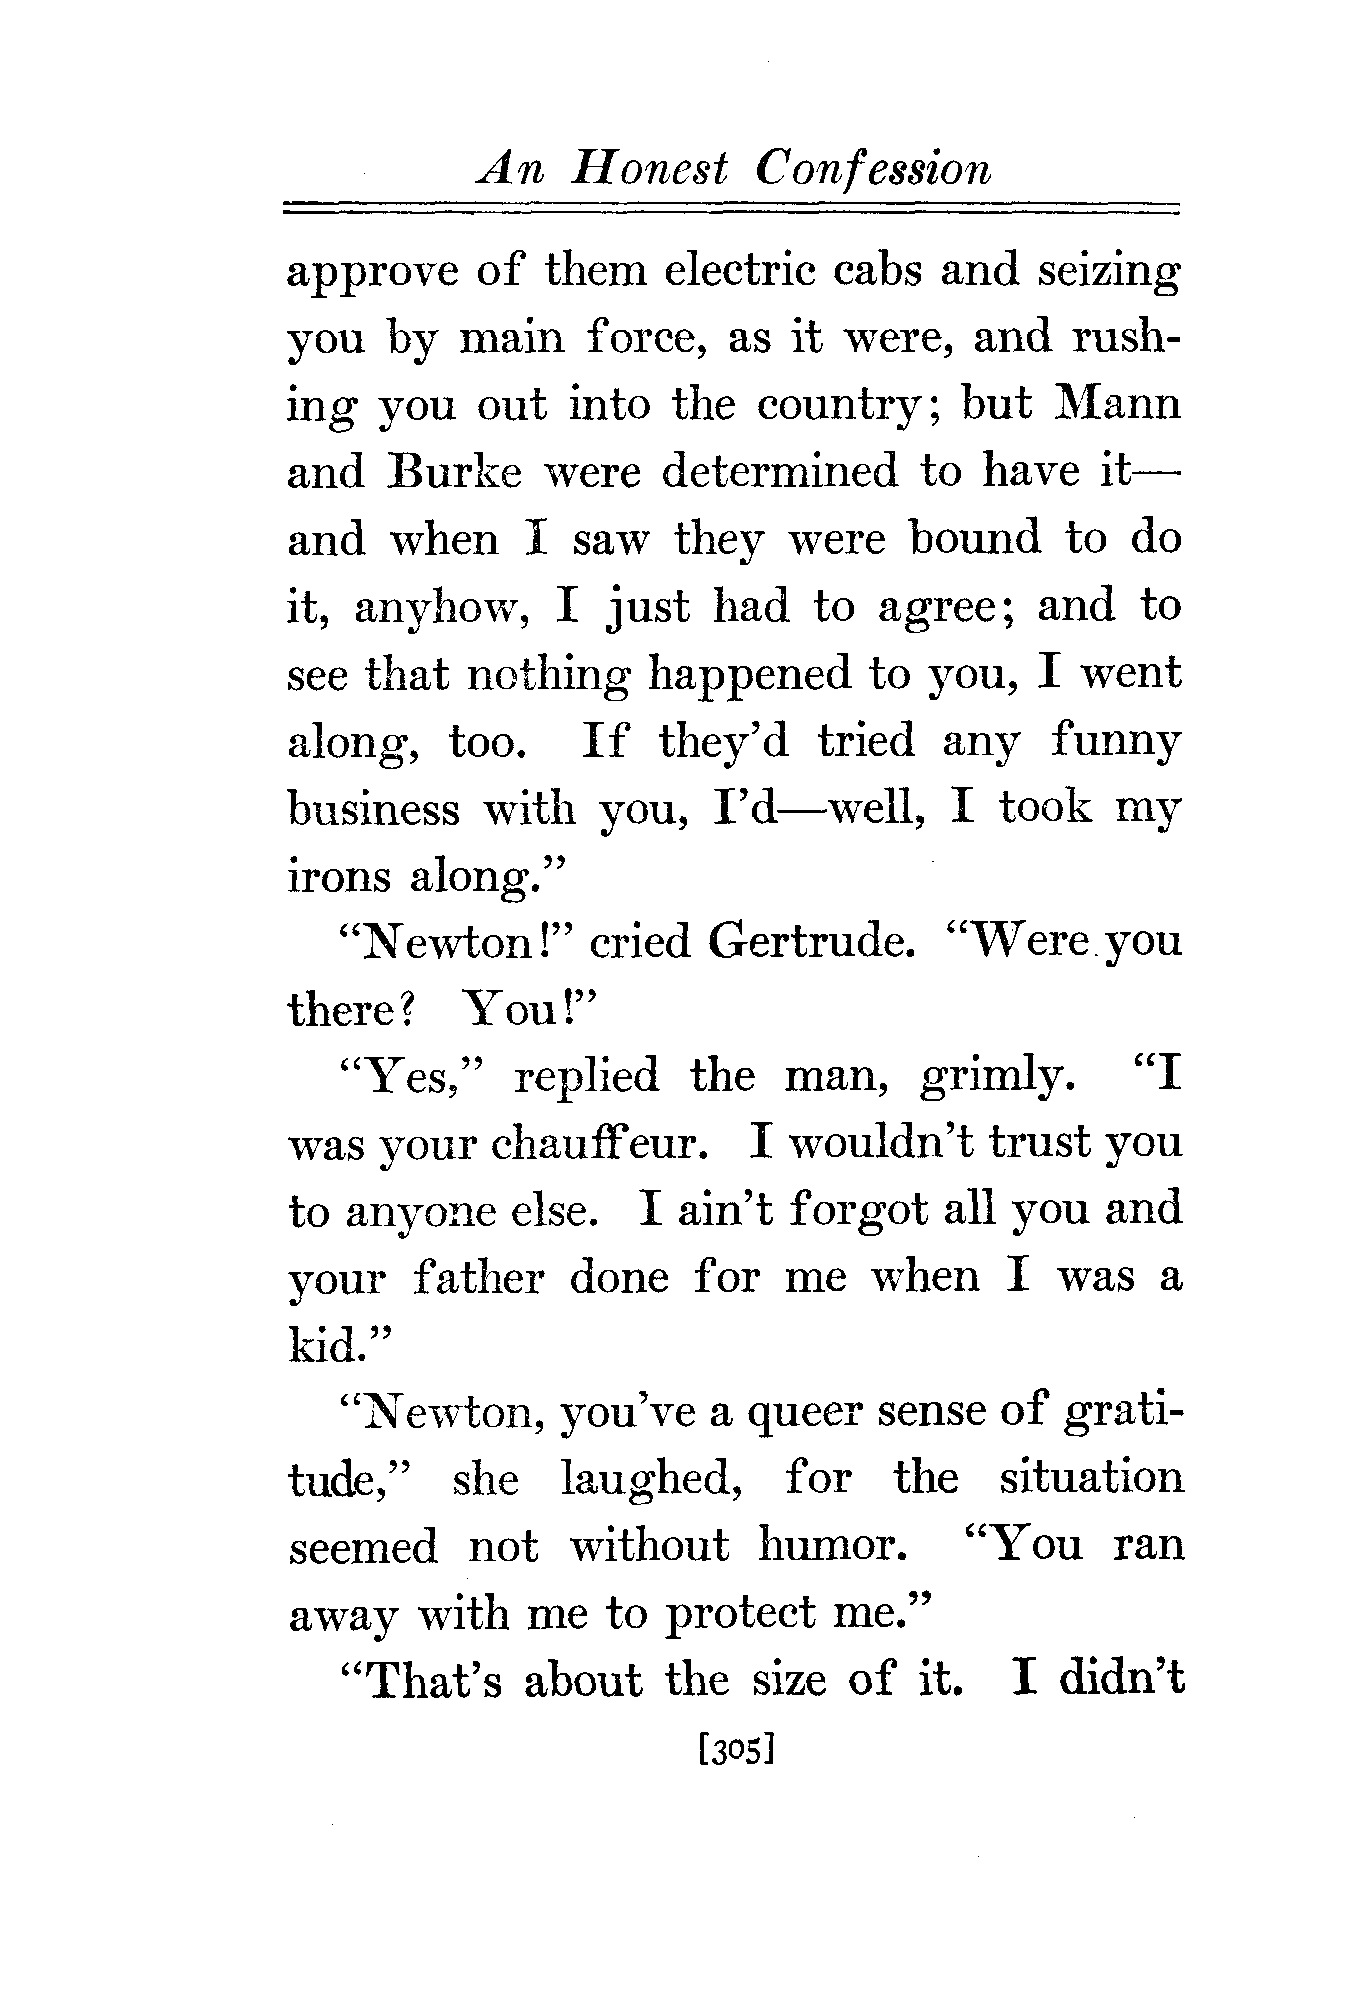 An Honest Confession
approve of them electric cabs and seizing
you by main force, as it were, and rush-
ing you out into the country; but Mann
and Burke were determined to have it—
and when I saw they were bound to do
it, anyhow, I just had to agree; and to
see that nothing happened to you, I went
along, too. If they'd tried any funny
business with you, I'd—well, I took my
irons along."
"Newton!" cried Gertrude. "Were you
there? You!"
"Yes," replied the man, grimly. "I
was your chauffeur. I wouldn't trust you
to anyone else. I ain't forgot all you and
your father done for me when I was a
kid."
"Newton, you've a queer sense of grati-
tude," she laughed, for the situation
seemed not without humor. "You ran
away with me to protect me."
"That's about the size of it. I didn't
[305]